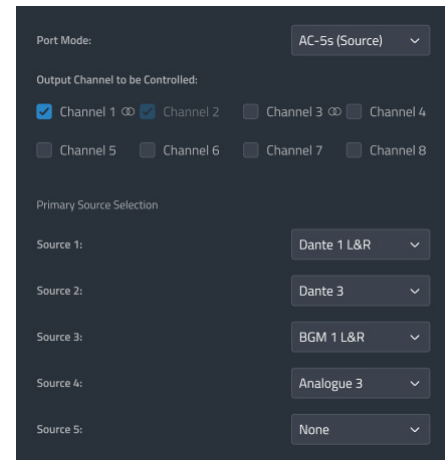 Port Mode: AC-5s (Source)
Output Channel to be Controlled:
Channel 1 Channel 2 Channel 3 Channel 4
Channel 5 Channel 6 Channel 7 Channel 8
Primary Source Selection
Source 1: Dante 1 L&R
Source 2: Dante 3
Source 3: BGM 1 L&R
Source 4: Analogue 3
Source 5: None